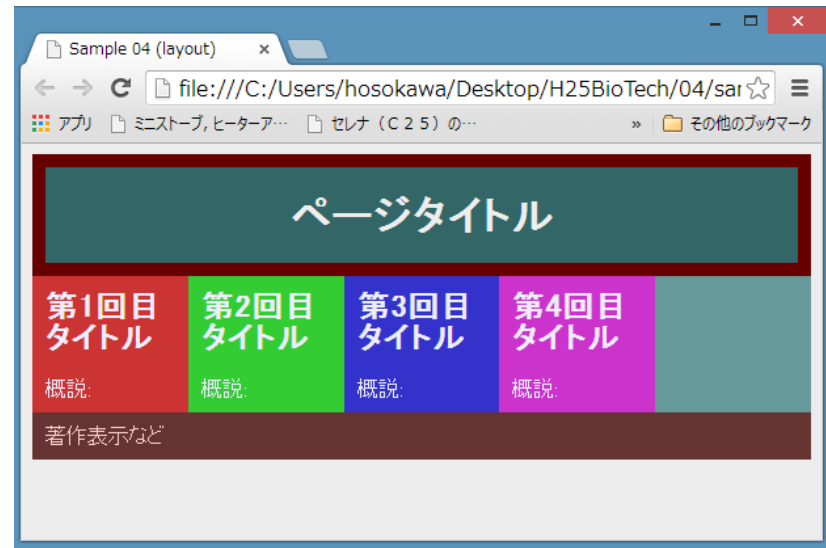 Sample 04 (layout)
file:///C:/Users/hosokawa/Desktop/H25BioTech/04/sar
アプリ ミニストーブ, ヒーターア… セレナ（C25）の… » その他のブックマーク
ページタイトル
第1回目 第2回目 第3回目 第4回目
タイトル タイトル タイトル タイトル
概説: 概説: 概説: 概説:
著作表示など